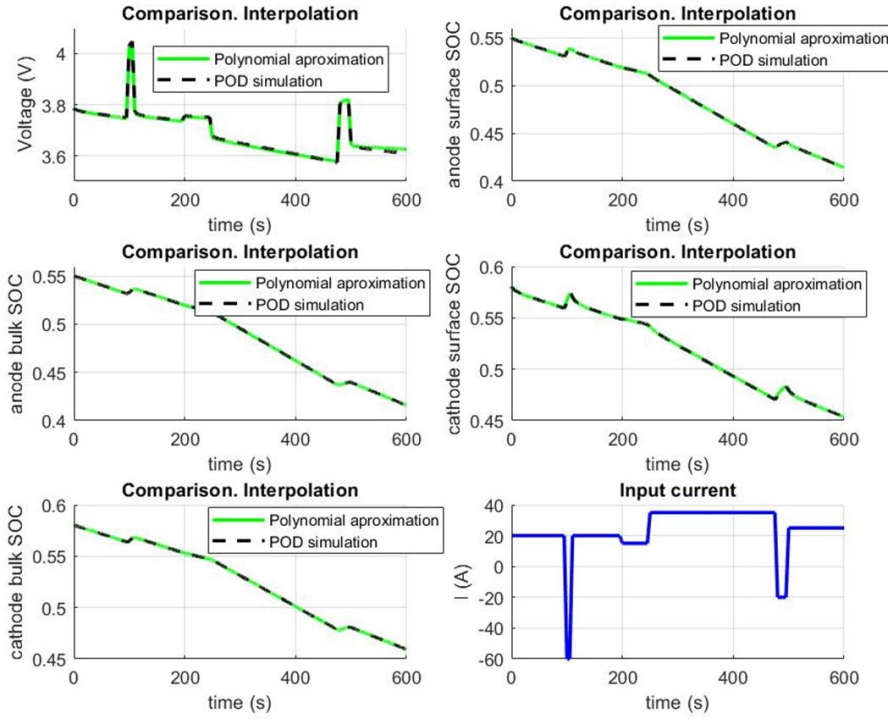 Comparison. Interpolation
Voltage (V)
4
3.8
3.6
Polynomial aproximation
POD simulation
0 200 400 600
time (s)
Comparison. Interpolation
anode surface SOC
0.55
0.5
0.45
0.4
Polynomial aproximation
POD simulation
0 200 400 600
time (s)
Comparison. Interpolation
anode bulk SOC
0.55
0.5
0.45
0.4
Polynomial aproximation
POD simulation
0 200 400 600
time (s)
Comparison. Interpolation
cathode surface SOC
0.6
0.55
0.5
0.45
Polynomial aproximation
POD simulation
0 200 400 600
time (s)
Comparison. Interpolation
cathode bulk SOC
0.6
0.55
0.5
0.45
Polynomial aproximation
POD simulation
0 200 400 600
time (s)
Input current
I (A)
40
20
0
-20
-40
-60
0 200 400 600
time (s)